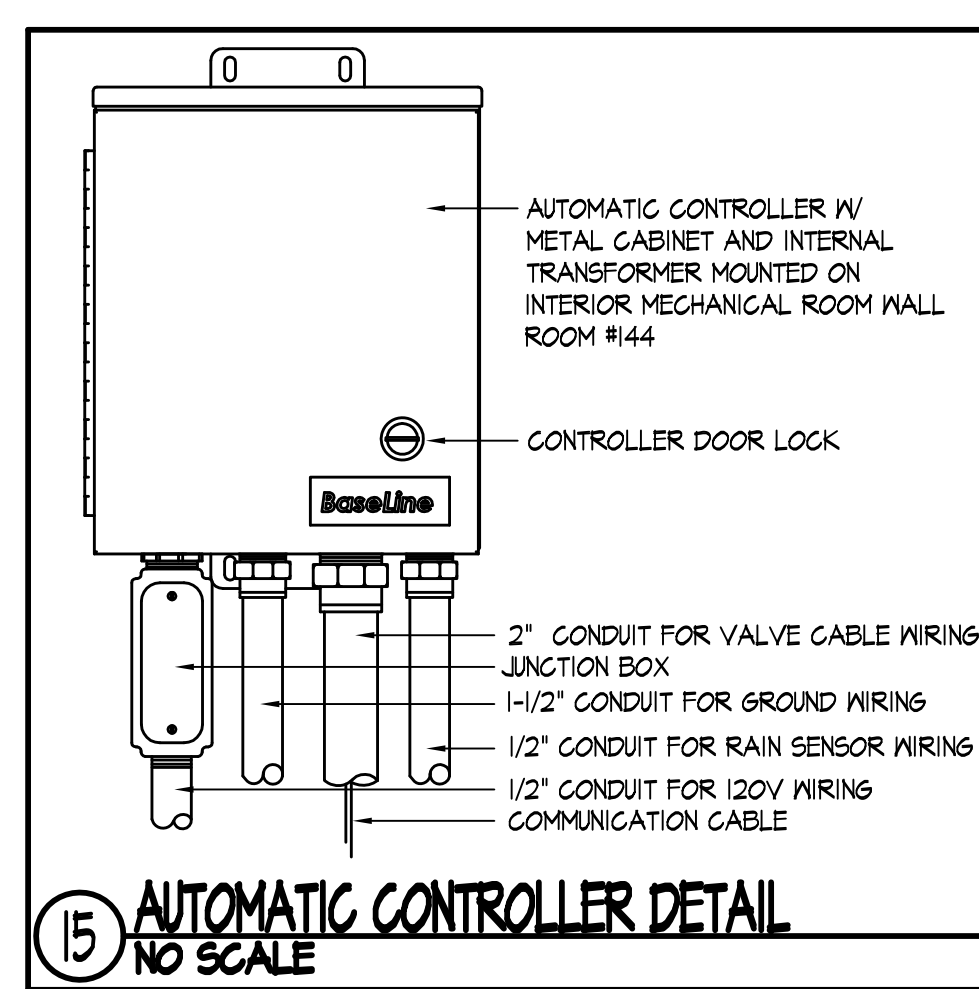 AUTOMATIC CONTROLLER W/
METAL CABINET AND INTERNAL
TRANSFORMER MOUNTED ON
INTERIOR MECHANICAL ROOM WALL
ROOM #144
CONTROLLER DOOR LOCK
BaseLine
2" CONDUIT FOR VALVE CABLE WIRING
JUNCTION BOX
1-1/2" CONDUIT FOR GROUND WIRING
1/2" CONDUIT FOR RAIN SENSOR WIRING
1/2" CONDUIT FOR 120V WIRING
COMMUNICATION CABLE
15 AUTOMATIC CONTROLLER DETAIL
NO SCALE